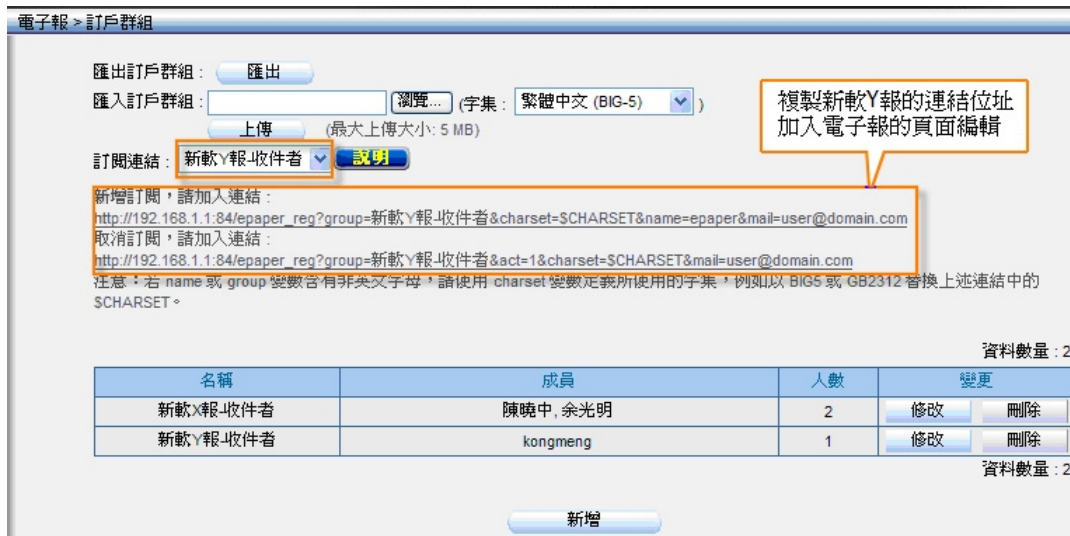 電子報 > 訂戶群組
匯出訂戶群組 : 匯出
匯入訂戶群組 : 瀏覽... (字集 : 繁體中文 (BIG-5) )
上傳 (最大上傳大小: 5 MB)
複製新軟Y報的連結位址
加入電子報的頁面編輯
訂閱連結 : 新軟Y報-收件者 說明
新增訂閱，請加入連結 :
http://192.168.1.1:84/epaper_reg?group=新軟Y報-收件者&charset=$CHARSET&name=epaper&mail=user@domain.com
取消訂閱，請加入連結 :
http://192.168.1.1:84/epaper_reg?group=新軟Y報-收件者&act=1&charset=$CHARSET&mail=user@domain.com
注意：若 name 或 group 變數含有非英文字母，請使用 charset 變數定義所使用的字集，例如以 BIG5 或 GB2312 替換上述連結中的
$CHARSET。
資料數量 : 2
名稱 成員 人數 變更
新軟X報-收件者 陳曉中, 余光明 2 修改 刪除
新軟Y報-收件者 kongmeng 1 修改 刪除
資料數量 : 2
新增